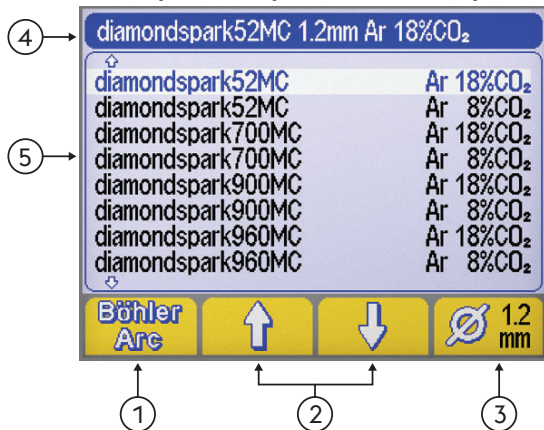 diamondspark52MC 1.2mm Ar 18%CO₂
diamondspark52MC Ar 18%CO₂
diamondspark52MC Ar 8%CO₂
diamondspark700MC Ar 18%CO₂
diamondspark700MC Ar 8%CO₂
diamondspark900MC Ar 18%CO₂
diamondspark900MC Ar 8%CO₂
diamondspark960MC Ar 18%CO₂
diamondspark960MC Ar 8%CO₂
Böhler
Arc
1.2
mm
4
5
1
2
3